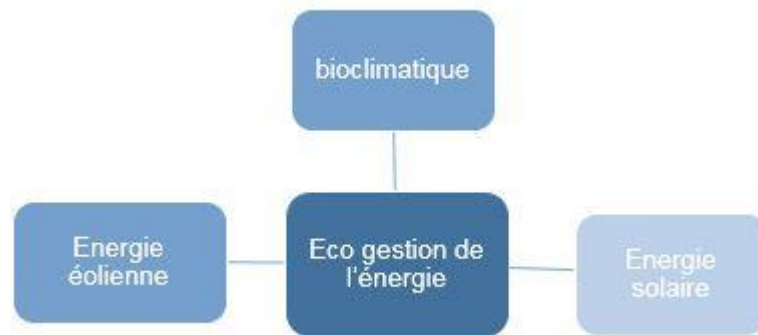 bioclimatique
Energie
éolienne
Eco gestion de
l'énergie
Energie
solaire